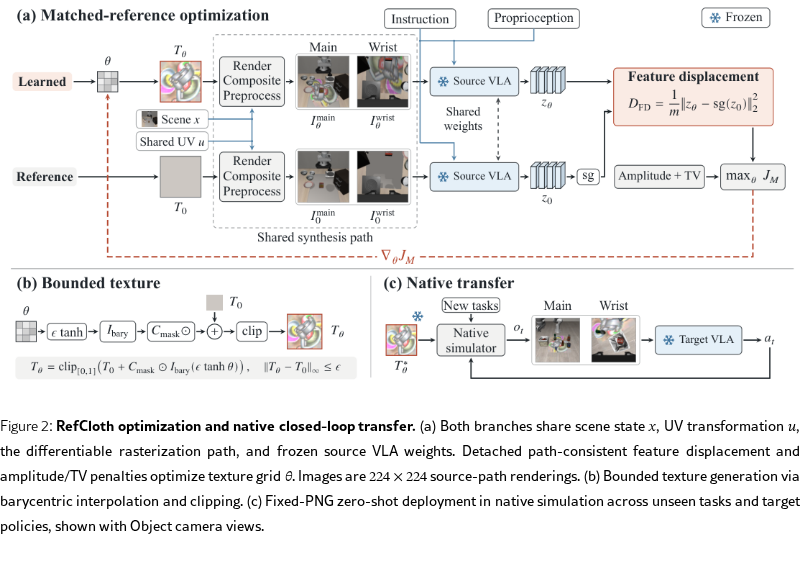 (a) Matched-reference optimization
Instruction
Proprioception
Frozen
Learned
θ
T_θ
Render
Composite
Preprocess
Main
Wrist
I_θ^main
I_θ^wrist
Source VLA
z_θ
Feature displacement
D_FD = 1/m ‖z_θ − sg(z_0)‖_2^2
Scene x
Shared UV u
Shared
weights
Reference
T_0
Render
Composite
Preprocess
I_0^main
I_0^wrist
Source VLA
z_0
sg
Amplitude + TV
max_θ J_M
Shared synthesis path
∇_θ J_M
(b) Bounded texture
θ
ϵ tanh
I_bary
C_mask ⊙
T_0
+
clip
T_θ
T_θ = clip_[0,1](T_0 + C_mask ⊙ I_bary(ϵ tanh θ)), ‖T_θ − T_0‖_∞ ≤ ϵ
(c) Native transfer
New tasks
T_θ^*
Native
simulator
o_t
Main
Wrist
Target VLA
a_t
Figure 2: RefCloth optimization and native closed-loop transfer. (a) Both branches share scene state x, UV transformation u,
the differentiable rasterization path, and frozen source VLA weights. Detached path-consistent feature displacement and
amplitude/TV penalties optimize texture grid θ. Images are 224 × 224 source-path renderings. (b) Bounded texture generation via
barycentric interpolation and clipping. (c) Fixed-PNG zero-shot deployment in native simulation across unseen tasks and target
policies, shown with Object camera views.